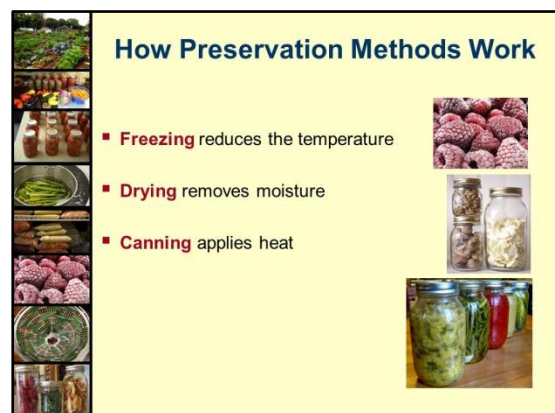 How Preservation Methods Work
▪ Freezing reduces the temperature
▪ Drying removes moisture
▪ Canning applies heat